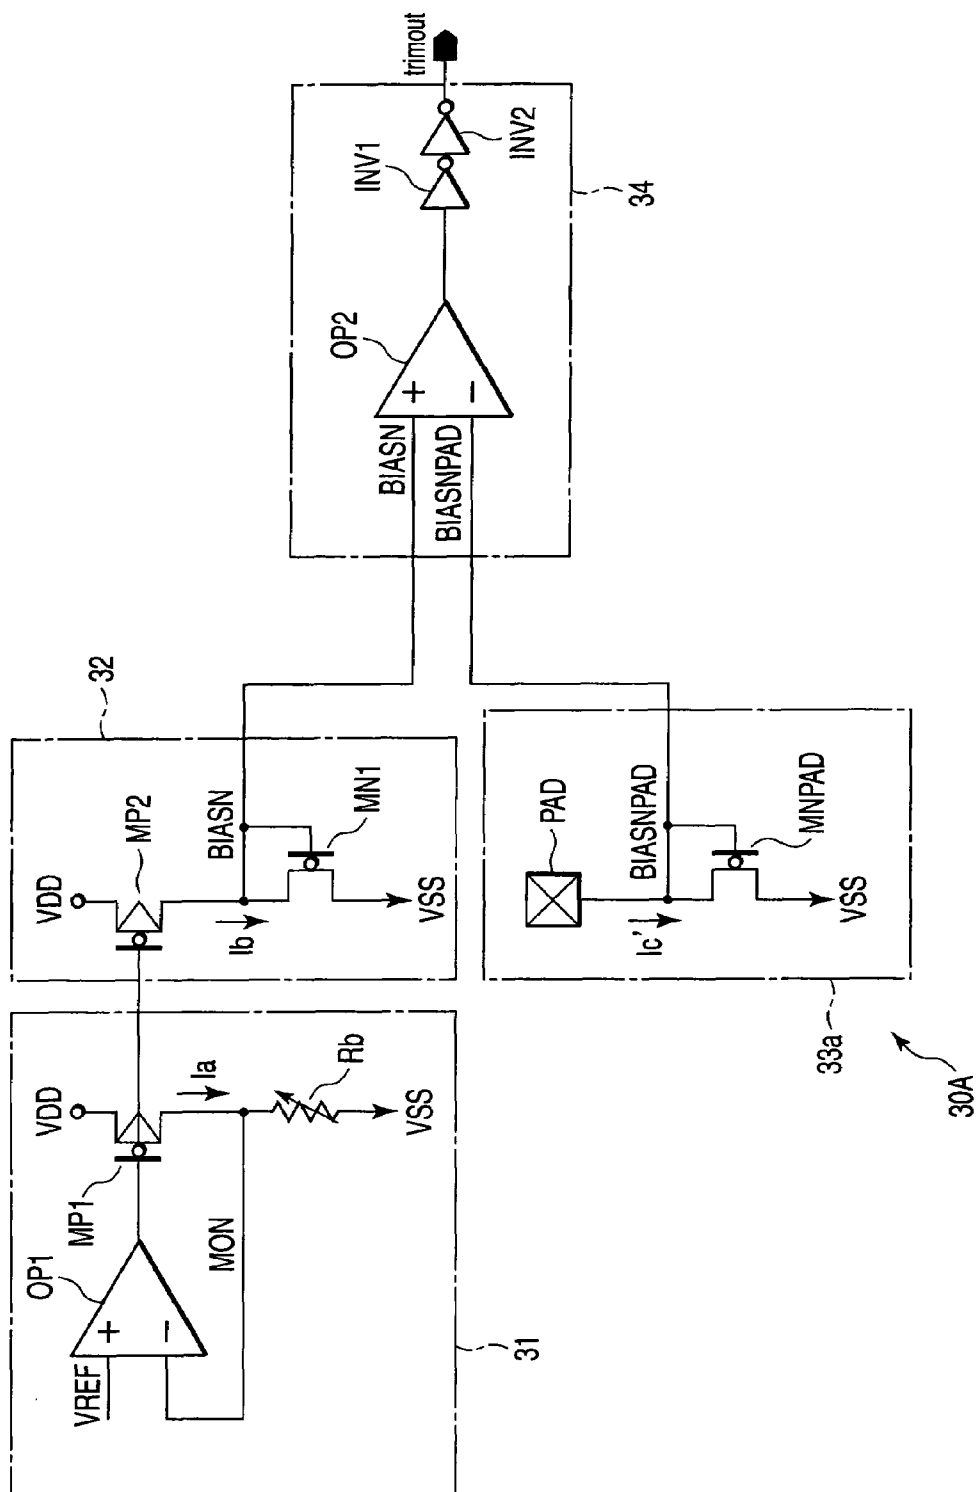 31
VREF
+
−
OP1
MP1
VDD
Ia
MON
Rb
VSS
32
VDD
MP2
BIASN
Ib
MN1
VSS
33a
PAD
BIASNPAD
Ic'
MNPAD
VSS
34
BIASN
BIASNPAD
+
−
OP2
INV1
INV2
trimout
30A